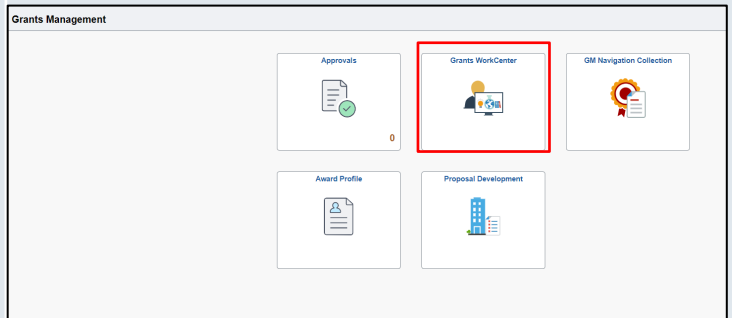 Grants Management
Approvals
Grants WorkCenter
GM Navigation Collection
0
Award Profile
Proposal Development